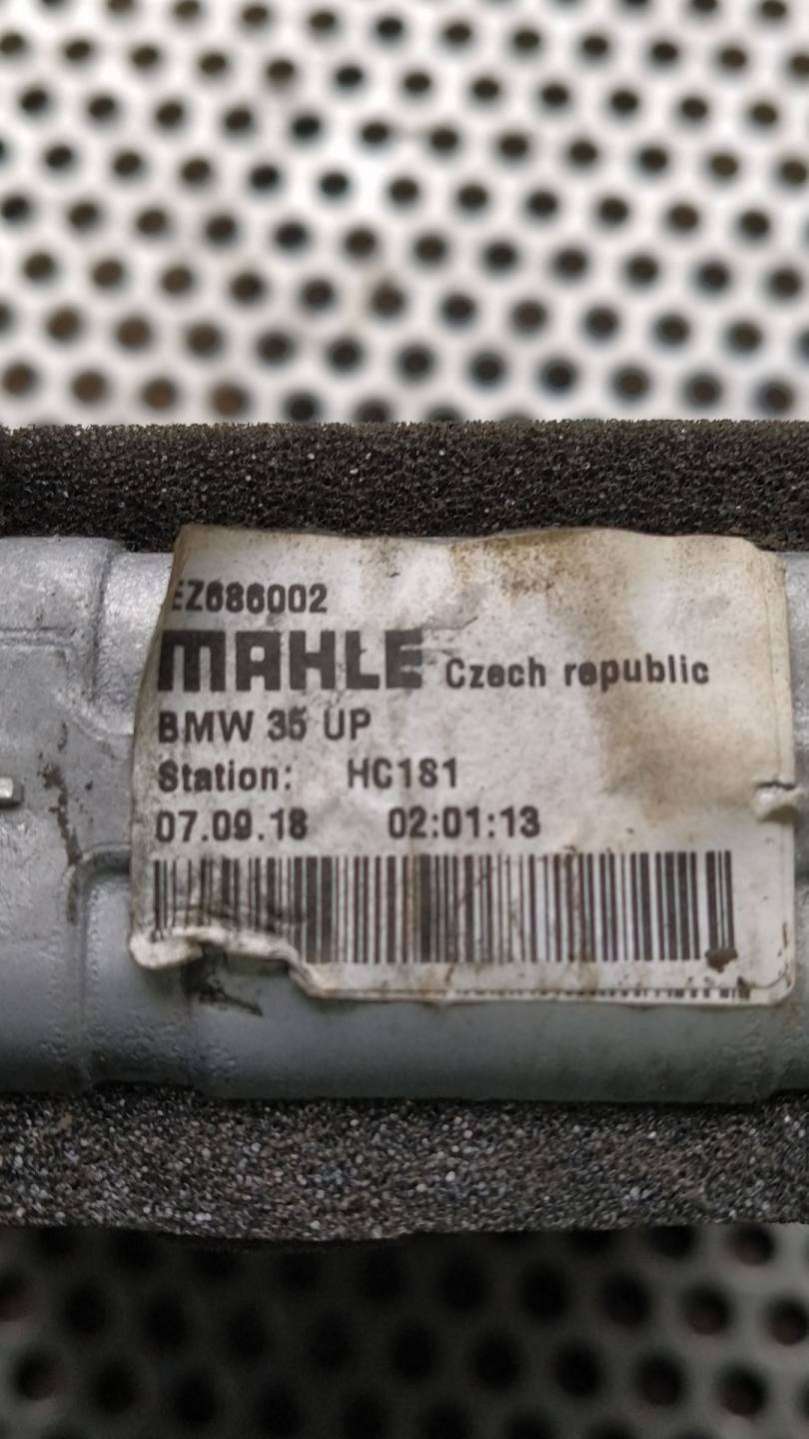 EZ686002
MAHLE Czech republic
BMW 35 UP
Station: HC181
07.09.18 02:01:13